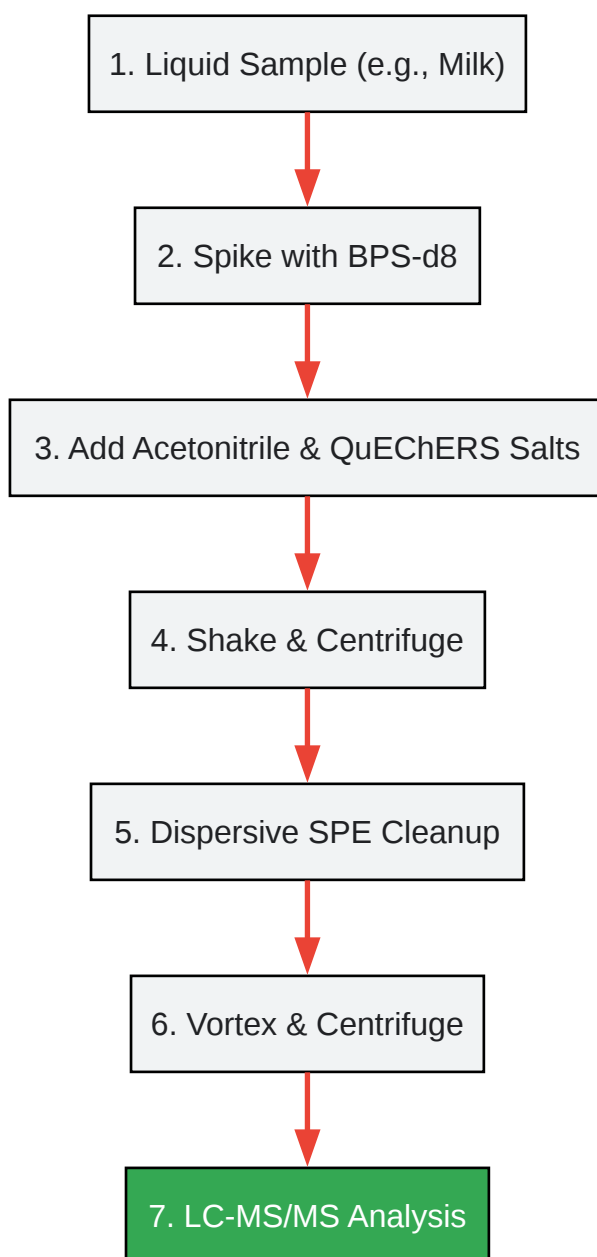 1. Liquid Sample (e.g., Milk)
2. Spike with BPS-d8
3. Add Acetonitrile & QuEChERS Salts
4. Shake & Centrifuge
5. Dispersive SPE Cleanup
6. Vortex & Centrifuge
7. LC-MS/MS Analysis